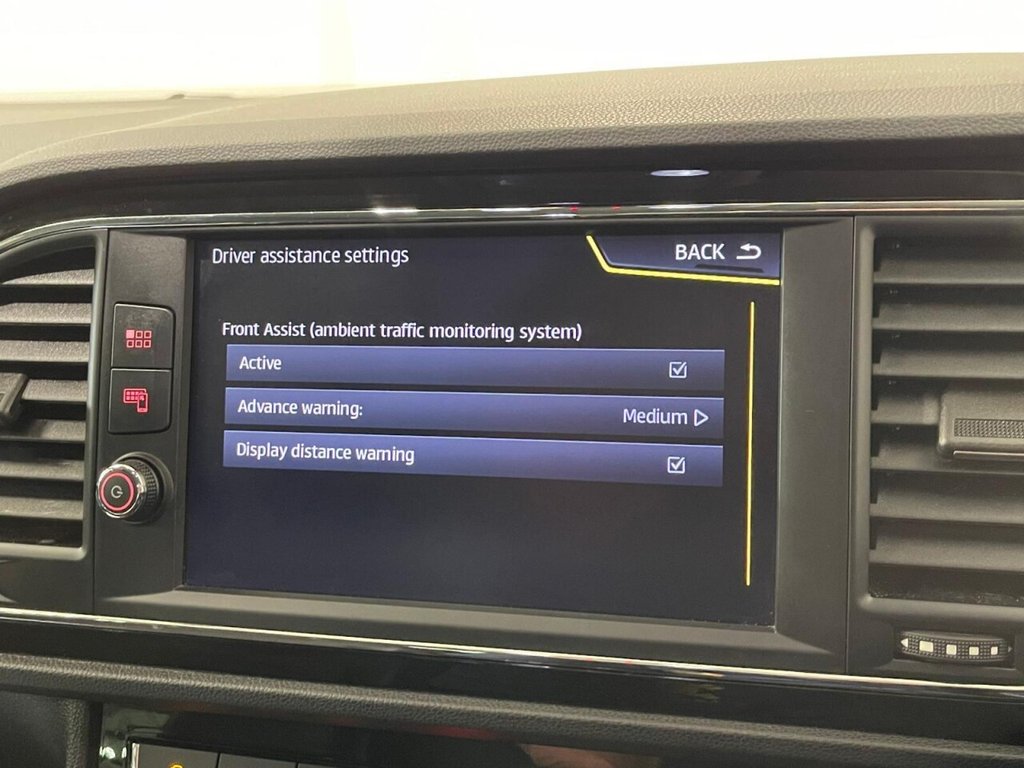 Driver assistance settings
BACK
Front Assist (ambient traffic monitoring system)
Active
Advance warning: Medium
Display distance warning